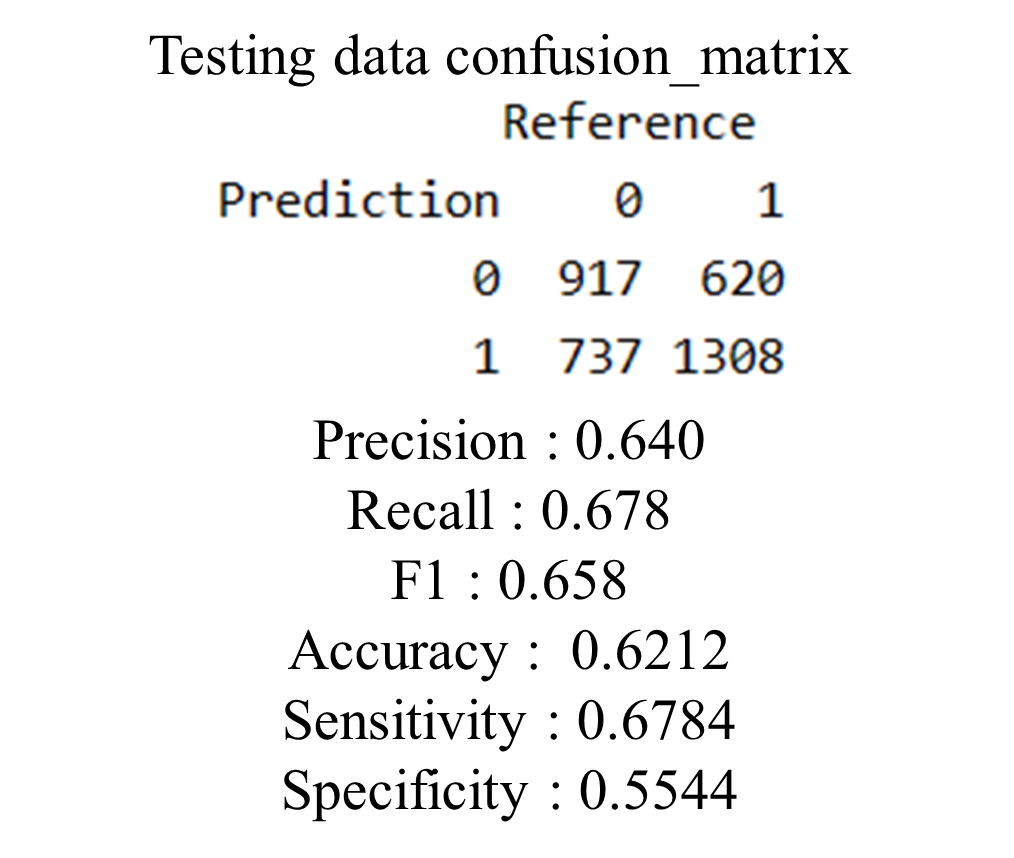 Testing data confusion_matrix
Reference
Prediction 0 1
0 917 620
1 737 1308
Precision : 0.640
Recall : 0.678
F1 : 0.658
Accuracy : 0.6212
Sensitivity : 0.6784
Specificity : 0.5544